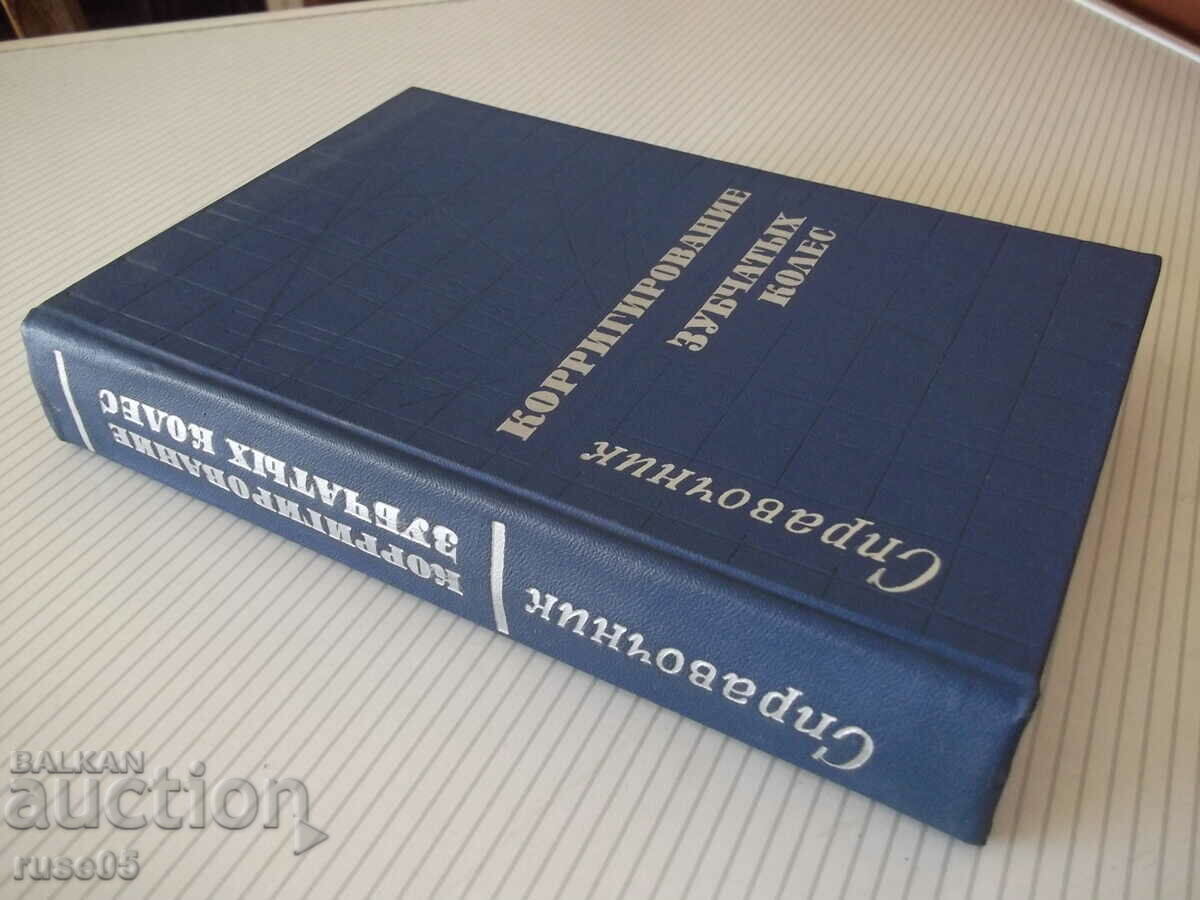 КОРРИГИРОВАНИЕ
ЗУБЧАТЫХ
КОЛЕС
Справочник
КОРРИГИРОВАНИЕ
ЗУБЧАТЫХ КОЛЕС
Справочник
BALKAN
auction
ruse05